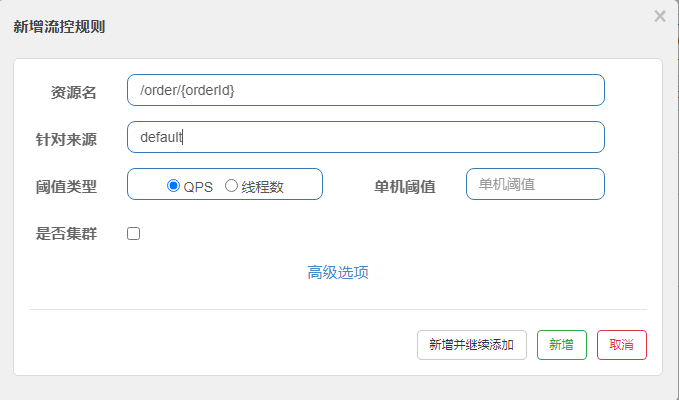 新增流控规则
×
资源名 /order/{orderId}
针对来源 default
阈值类型 QPS 线程数 单机阈值 单机阈值
是否集群
高级选项
新增并继续添加 新增 取消